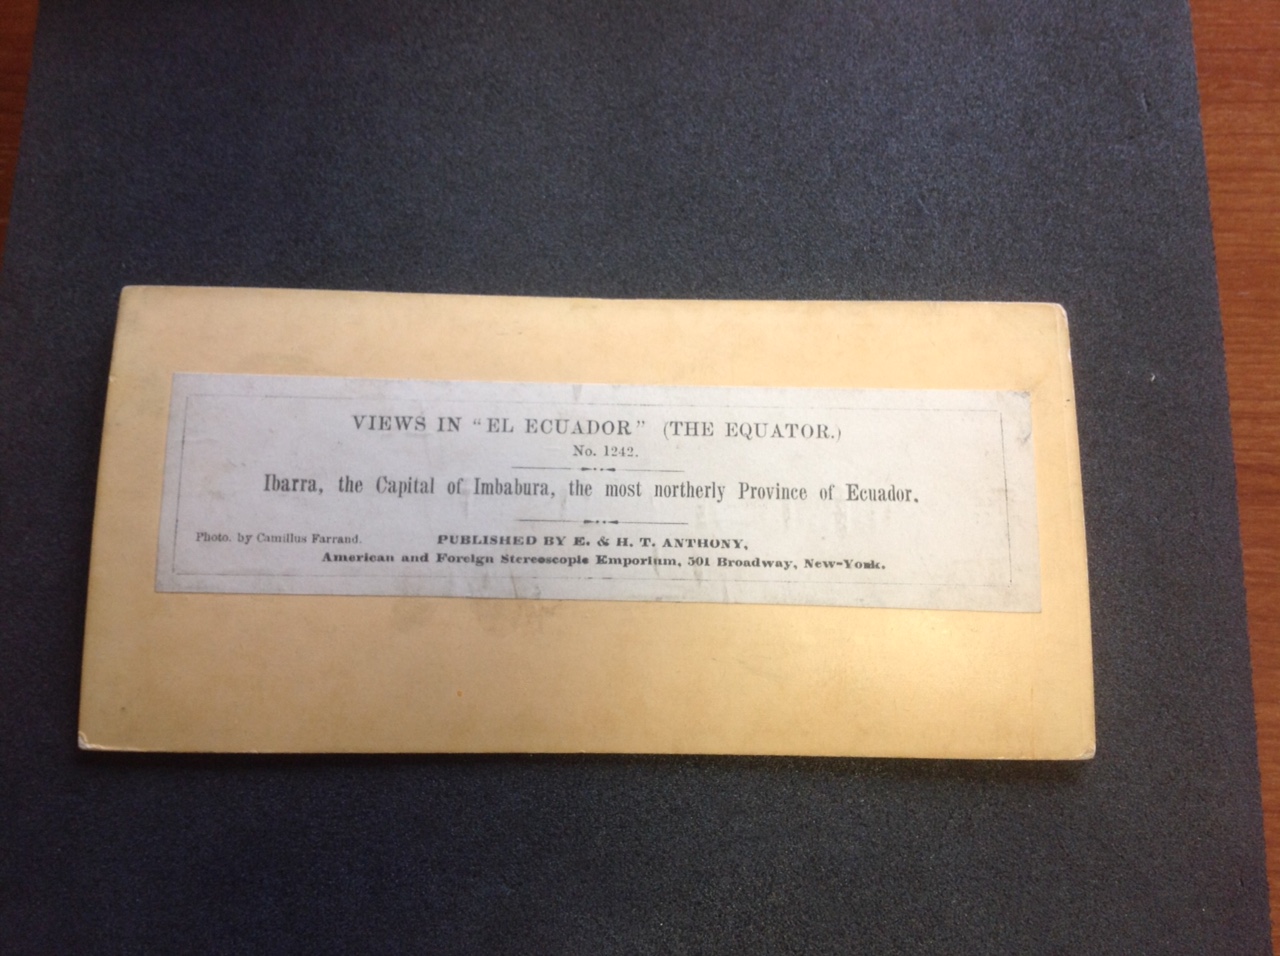 VIEWS IN "EL ECUADOR" (THE EQUATOR.)
No. 1242.
Ibarra, the Capital of Imbabura, the most northerly Province of Ecuador.
Photo. by Camillus Farrand. PUBLISHED BY E. & H. T. ANTHONY,
American and Foreign Stereoscopic Emporium, 501 Broadway, New-York.